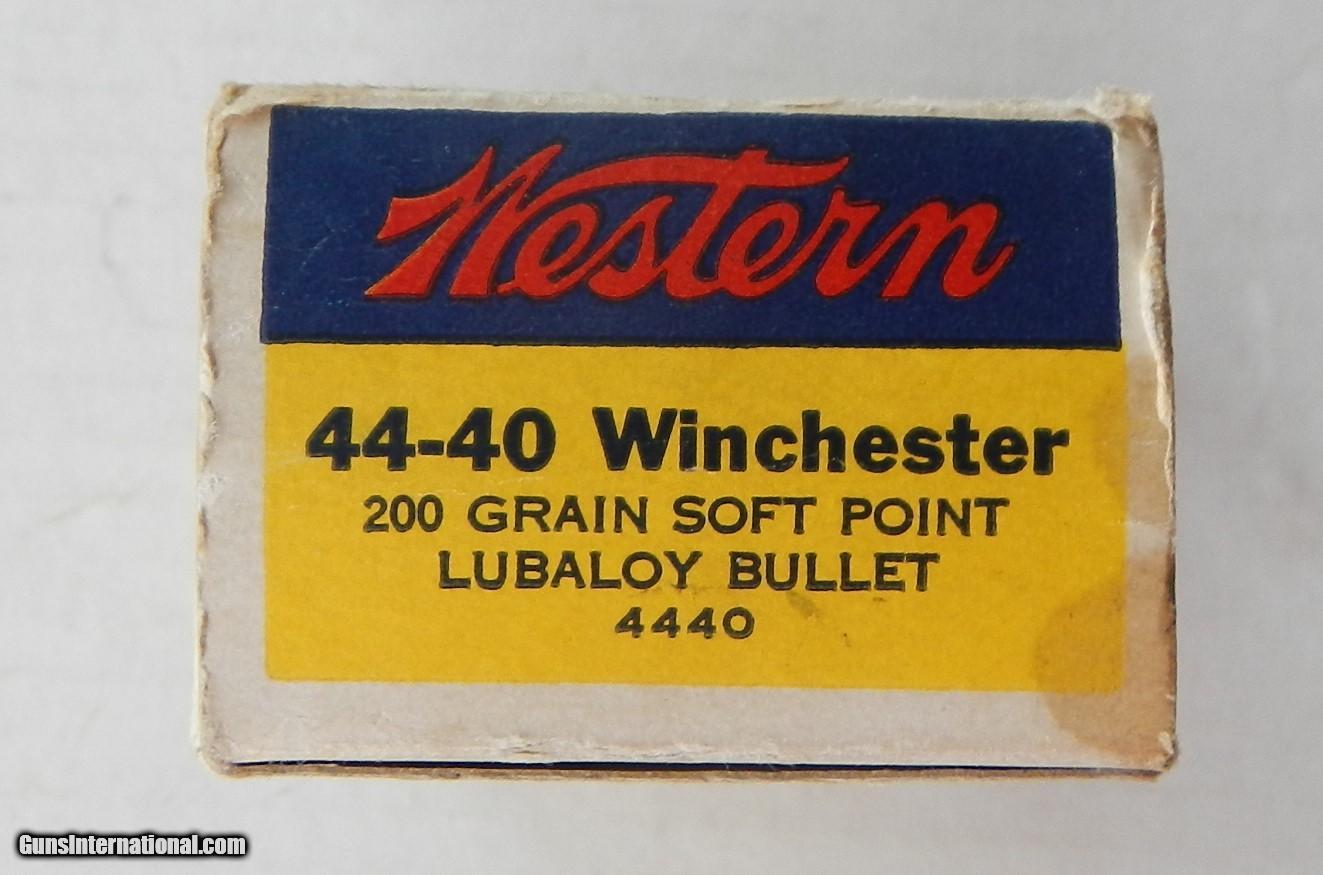 Western
44-40 Winchester
200 GRAIN SOFT POINT
LUBALOY BULLET
4440
GunsInternational.com